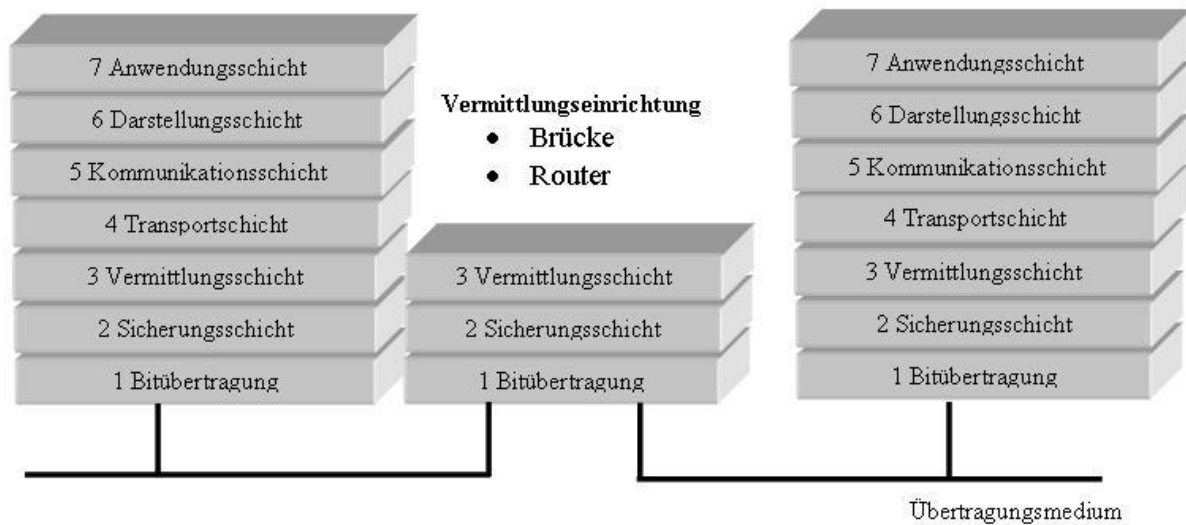 7 Anwendungsschicht
6 Darstellungsschicht
5 Kommunikationsschicht
4 Transportschicht
3 Vermittlungsschicht
2 Sicherungsschicht
1 Bitübertragung
Vermittlungseinrichtung
• Brücke
• Router
3 Vermittlungsschicht
2 Sicherungsschicht
1 Bitübertragung
7 Anwendungsschicht
6 Darstellungsschicht
5 Kommunikationsschicht
4 Transportschicht
3 Vermittlungsschicht
2 Sicherungsschicht
1 Bitübertragung
Übertragungsmedium